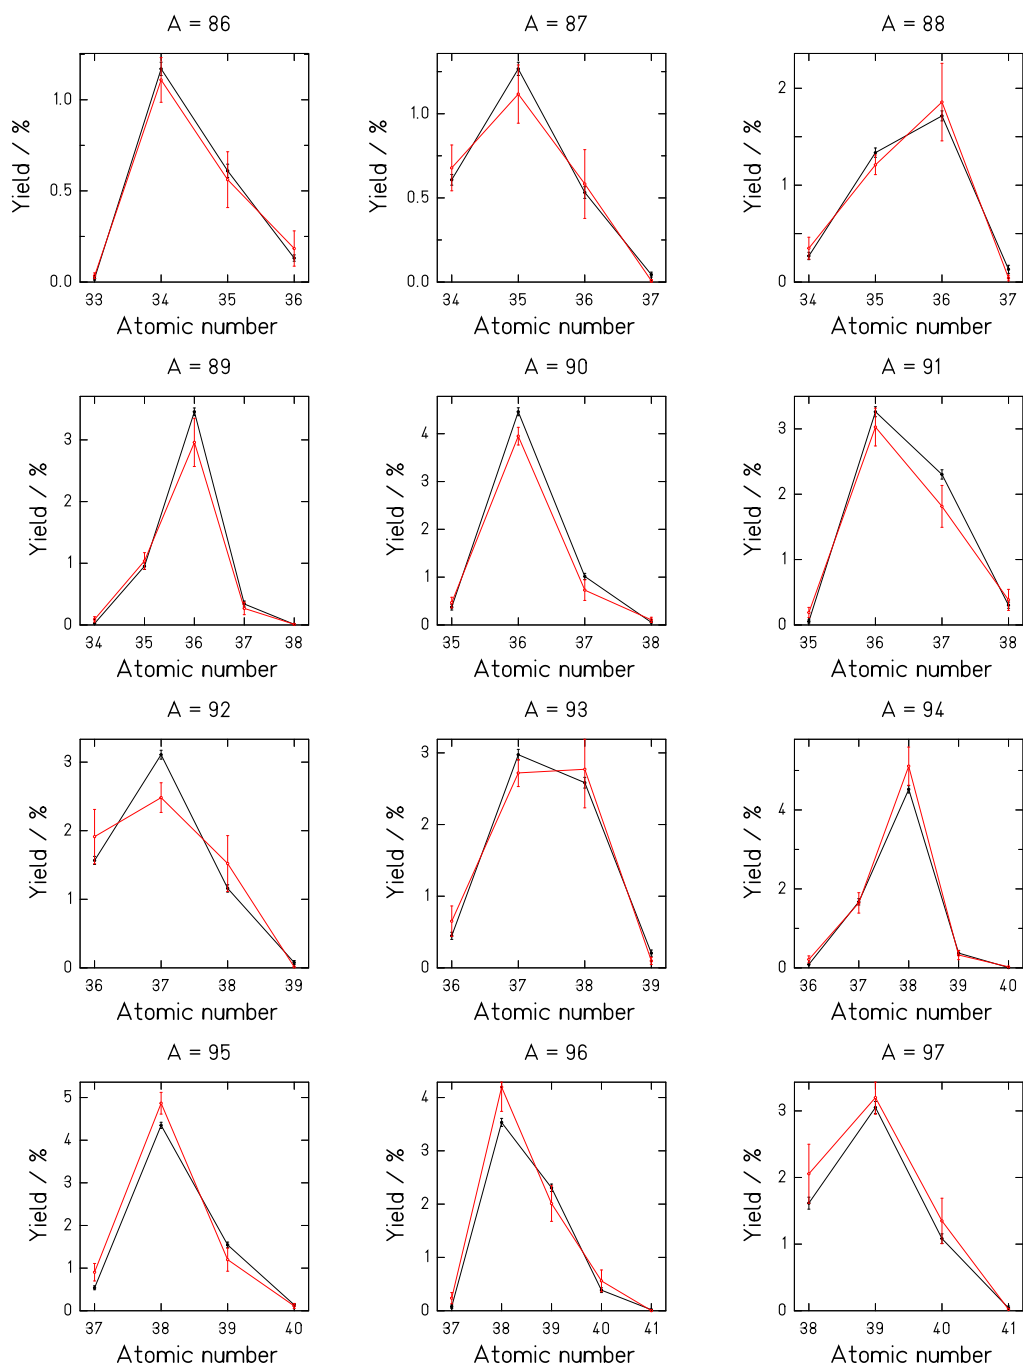 A = 86
A = 87
A = 88
Yield / %
1.0
0.5
0.0
33 34 35 36
Atomic number
Yield / %
1.0
0.5
0.0
34 35 36 37
Atomic number
Yield / %
2
1
0
34 35 36 37
Atomic number
A = 89
A = 90
A = 91
Yield / %
3
2
1
0
34 35 36 37 38
Atomic number
Yield / %
4
3
2
1
0
35 36 37 38
Atomic number
Yield / %
3
2
1
0
35 36 37 38
Atomic number
A = 92
A = 93
A = 94
Yield / %
3
2
1
0
36 37 38 39
Atomic number
Yield / %
3
2
1
0
36 37 38 39
Atomic number
Yield / %
4
2
0
36 37 38 39 40
Atomic number
A = 95
A = 96
A = 97
Yield / %
5
4
3
2
1
0
37 38 39 40
Atomic number
Yield / %
4
3
2
1
0
37 38 39 40 41
Atomic number
Yield / %
3
2
1
0
38 39 40 41
Atomic number